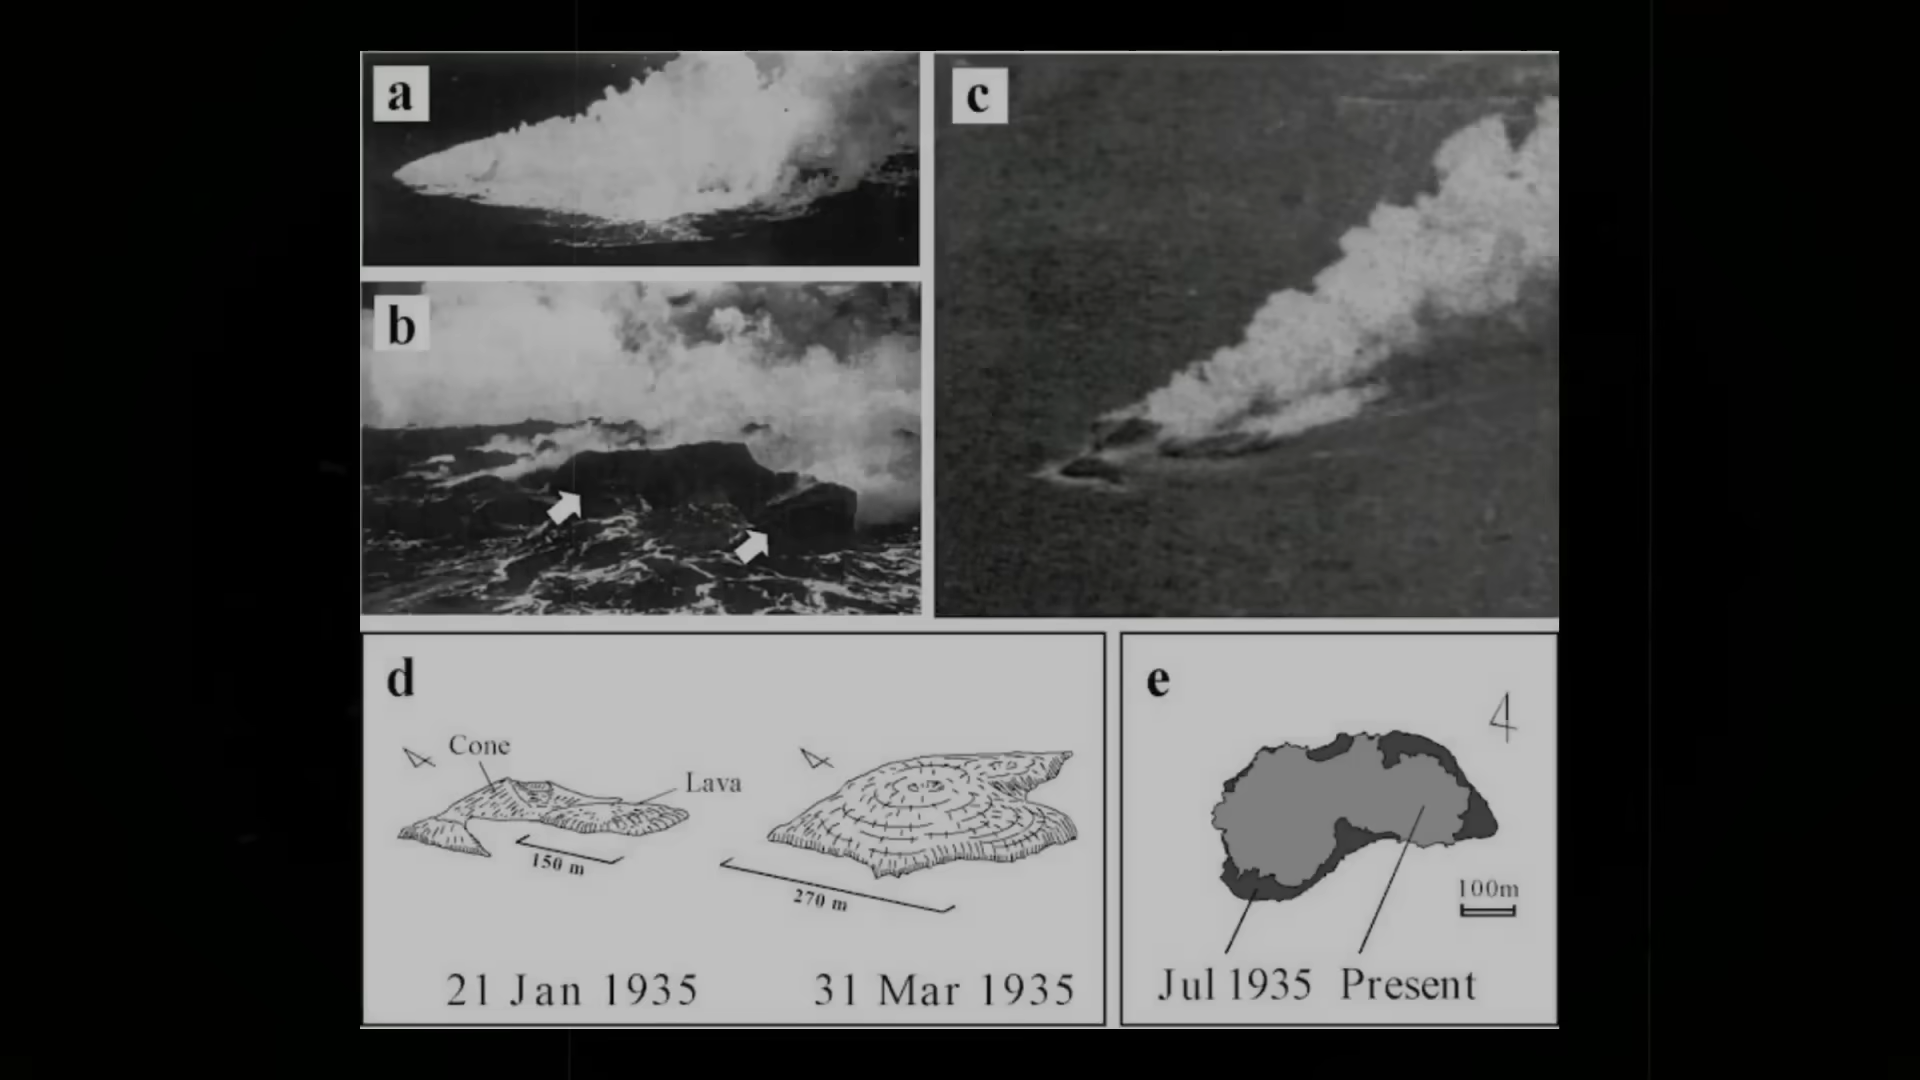 a
c
b
d
Cone
Lava
150 m
270 m
21 Jan 1935
31 Mar 1935
e
4
100m
Jul 1935
Present